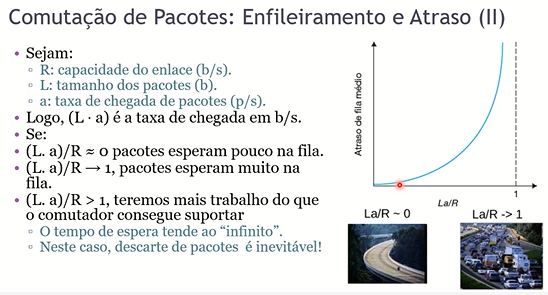 Comutação de Pacotes: Enfileiramento e Atraso (II)
• Sejam:
▫ R: capacidade do enlace (b/s).
▫ L: tamanho dos pacotes (b).
▫ a: taxa de chegada de pacotes (p/s).
• Logo, (L · a) é a taxa de chegada em b/s.
• Se:
• (L. a)/R ≈ 0 pacotes esperam pouco na fila.
• (L. a)/R → 1, pacotes esperam muito na
fila.
• (L. a)/R > 1, teremos mais trabalho do que
o comutador consegue suportar
▫ O tempo de espera tende ao “infinito”.
▫ Neste caso, descarte de pacotes é inevitável!
Atraso de fila médio
1
La/R
La/R ~ 0
La/R -> 1